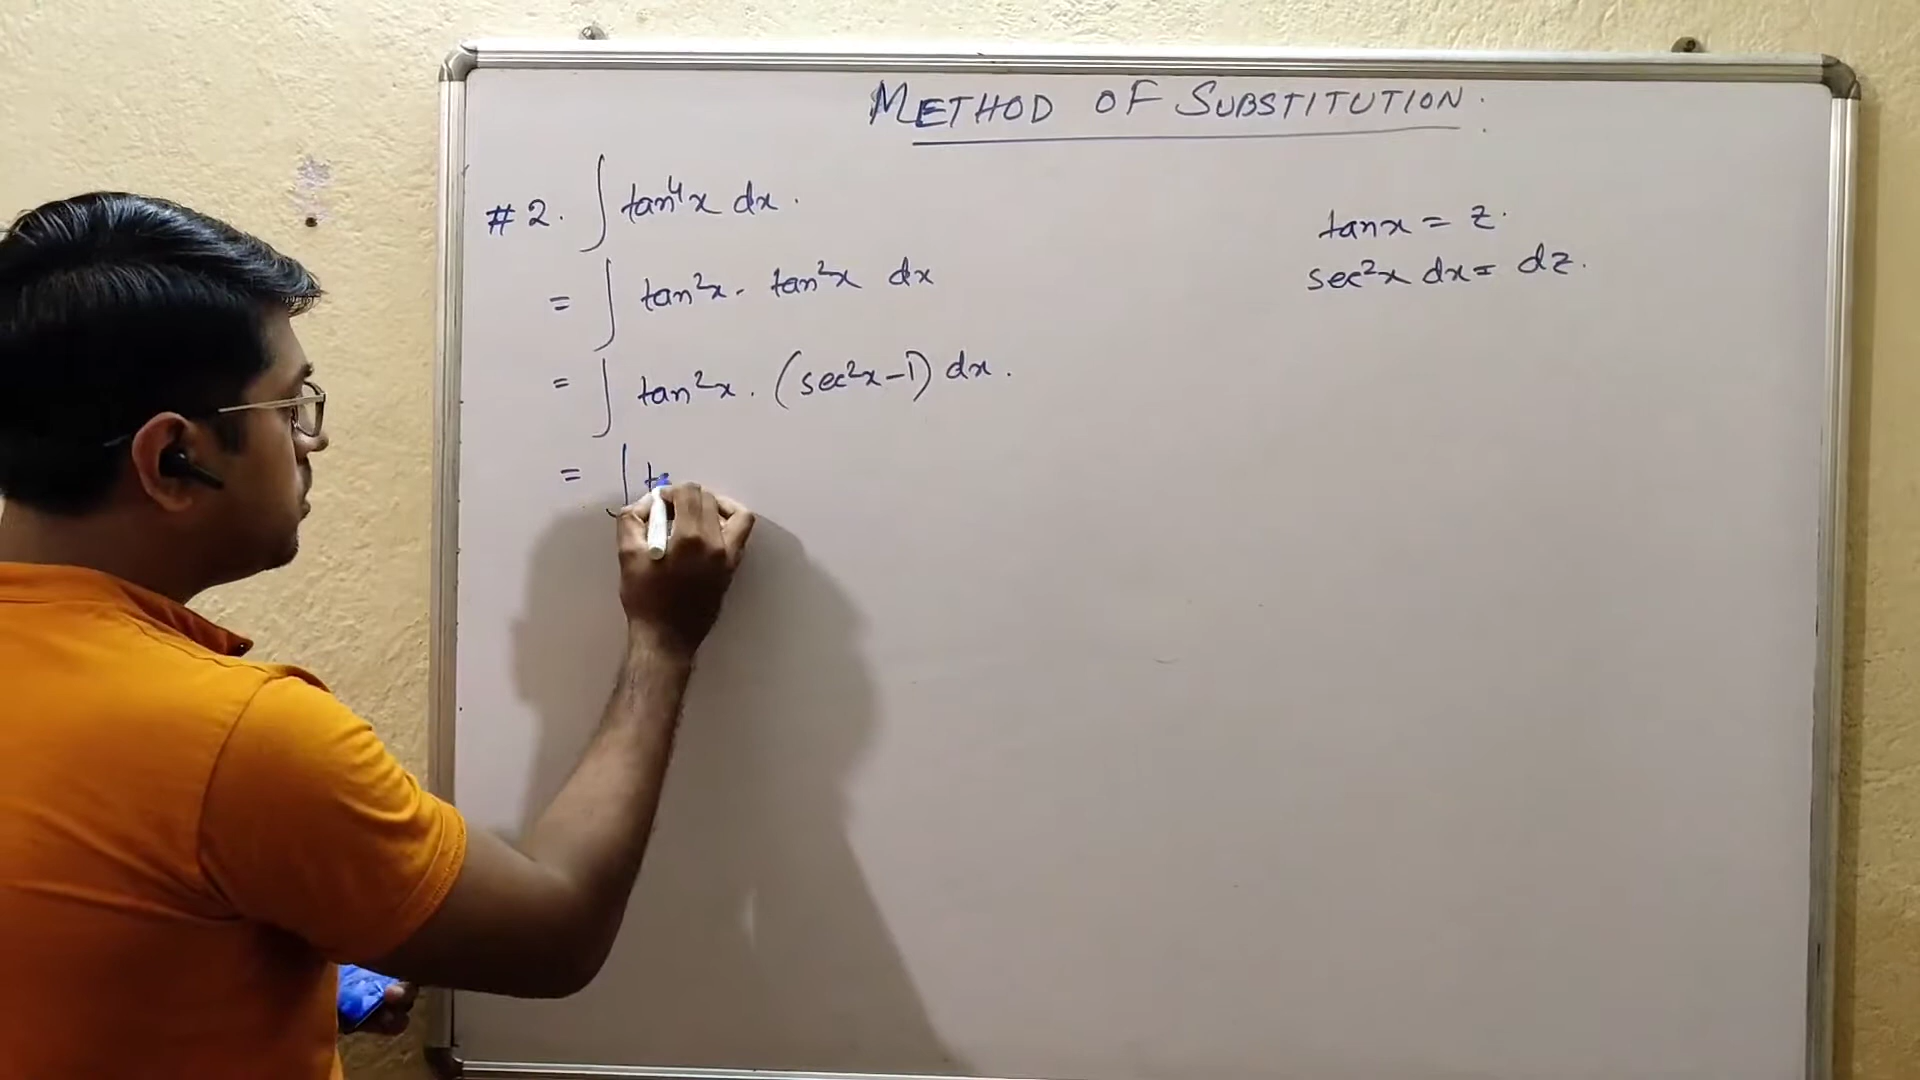 METHOD OF SUBSTITUTION.
# 2. ∫ tan⁴x dx.
= ∫ tan²x . tan²x dx
= ∫ tan²x . (sec²x-1) dx.
= ∫ t
tanx = z.
sec²x dx = dz.